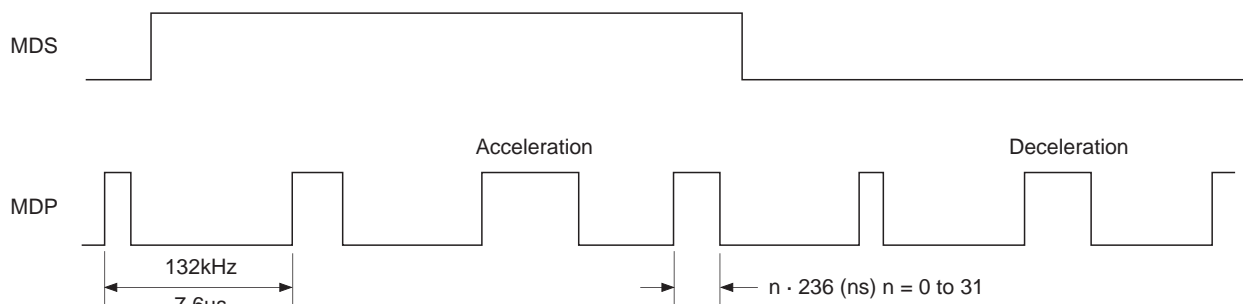 MDS
Acceleration
Deceleration
MDP
132kHz
n · 236 (ns) n = 0 to 31